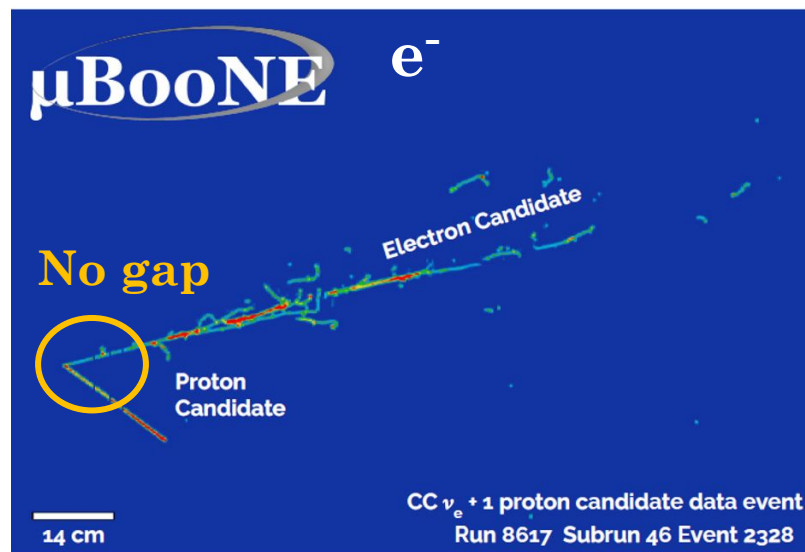 µBooNE
e⁻
Electron Candidate
No gap
Proton
Candidate
14 cm
CC νₑ + 1 proton candidate data event
Run 8617 Subrun 46 Event 2328